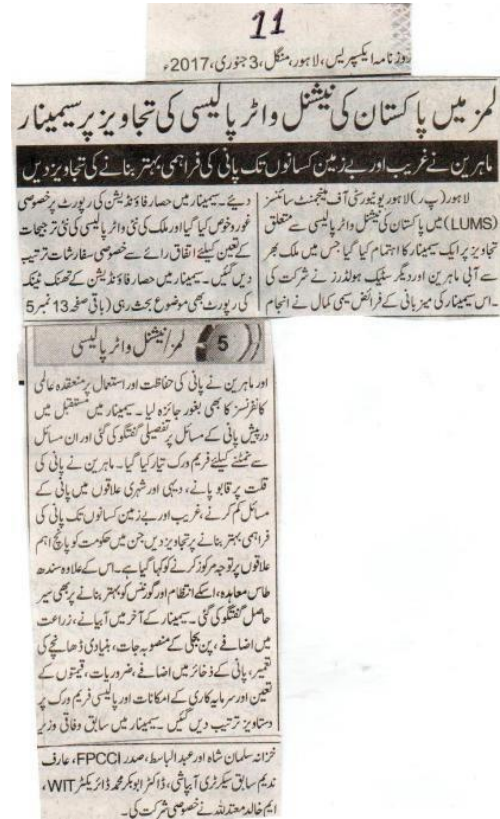 11
روزنامہ ایکسپریس، لاہور، منگل، 3 جنوری، 2017ء
لمز میں پاکستان کی نیشنل واٹر پالیسی کی تجاویز پر سیمینار
ماہرین نے غریب اور بے زمین کسانوں تک پانی کی فراہمی بہتر بنانے کی تجاویز دیں
لاہور (پ ر) لاہور یونیورسٹی آف مینجمنٹ سائنسز
(LUMS) میں پاکستان کی نیشنل واٹر پالیسی سے متعلق
تجاویز پر ایک سیمینار کا اہتمام کیا گیا جس میں ملک بھر
سے آبی ماہرین اور دیگر سٹیک ہولڈرز نے شرکت کی
۔اس سیمینار کی میزبانی کے فرائض سیمی کمال نے انجام
دیئے۔ سیمینار میں حصار فاؤنڈیشن کی رپورٹ پر خصوصی
غور و خوض کیا گیا اور ملک کی نئی واٹر پالیسی کی نئی ترجیحات
کے تعین کیلئے اتفاق رائے سے خصوصی سفارشات ترتیب
دیں گئیں۔ سیمینار میں حصار فاؤنڈیشن کے تھنک ٹینک
کی رپورٹ بھی موضوع بحث رہی (باقی صفحہ 13 نمبر 5
5 لمز/نیشنل واٹر پالیسی
اور ماہرین نے پانی کی حفاظت اور استعمال پر منعقدہ عالمی
کانفرنسز کا بھی بغور جائزہ لیا۔ سیمینار میں مستقبل میں
درپیش پانی کے مسائل پر تفصیلی گفتگو کی گئی اور ان مسائل
سے نمٹنے کیلئے فریم ورک تیار کیا گیا۔ ماہرین نے پانی کی
قلت پر قابو پانے، دیہی اور شہری علاقوں میں پانی کے
مسائل کم کرنے، غریب اور بے زمین کسانوں تک پانی کی
فراہمی بہتر بنانے پر تجاویز دیں جن میں حکومت کو پانچ اہم
علاقوں پر توجہ مرکوز کرنے کو کہا گیا ہے۔ اس کے علاوہ سندھ
طاس معاہدہ، اسکے انتظام اور گورننس کو بہتر بنانے پر بھی سیر
حاصل گفتگو کی گئی۔ سیمینار کے آخر میں آبیانے، زراعت
میں اضافے، پن بجلی کے منصوبہ جات، بنیادی ڈھانچے کی
تعمیر، پانی کے ذخائر میں اضافے، ضروریات، قیمتوں کے
تعین اور سرمایہ کاری کے امکانات اور پالیسی فریم ورک پر
دستاویز ترتیب دیں گئیں۔ سیمینار میں سابق وفاقی وزیر
خزانہ سلمان شاہ اور عبدالباسط، صدر FPCCI، عارف
ندیم سابق سیکرٹری آبپاشی، ڈاکٹر ابوبکر محمد ڈائریکٹر WIT،
ایم خالد معتدللہ نے خصوصی شرکت کی۔